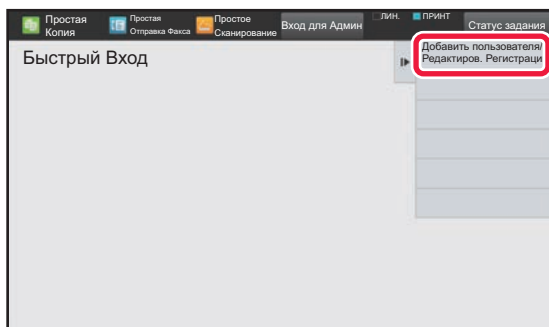 Простая
Копия
Простая
Отправка Факса
Простое
Сканирование
Вход для Админ
ЛИН.
ПРИНТ
Статус задания
Быстрый Вход
Добавить пользователя/
Редактиров. Регистраци